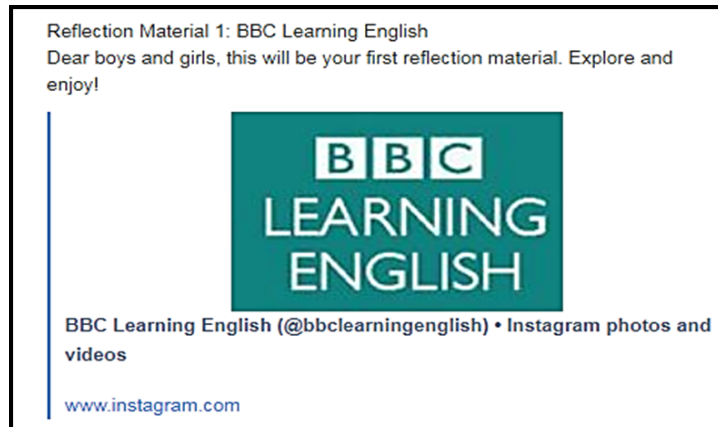 Reflection Material 1: BBC Learning English
Dear boys and girls, this will be your first reflection material. Explore and
enjoy!
BBC
LEARNING
ENGLISH
BBC Learning English (@bbclearningenglish) • Instagram photos and
videos
www.instagram.com